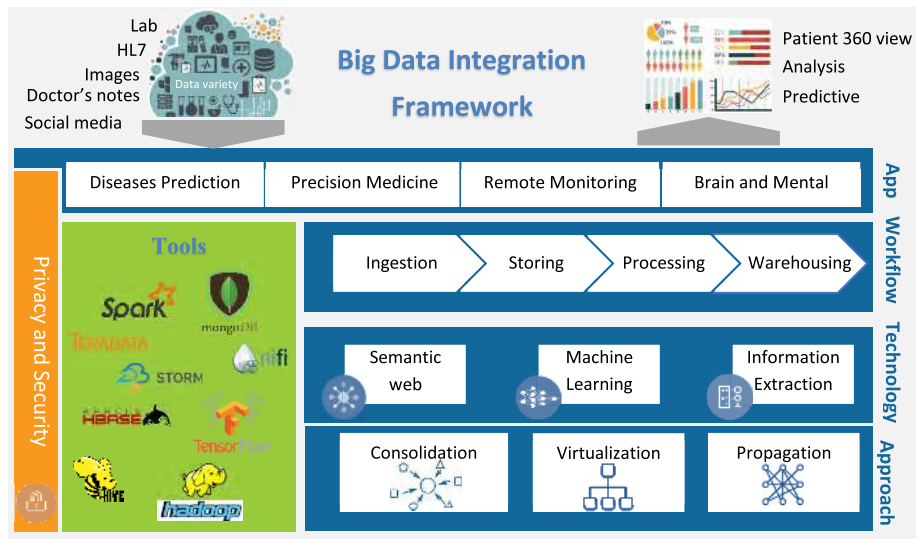 Lab
HL7
Images
Doctor's notes
Social media
Data variety
Big Data Integration
Framework
Patient 360 view
Analysis
Predictive
Diseases Prediction
Precision Medicine
Remote Monitoring
Brain and Mental
App
Privacy and Security
Tools
Spark
mongoDB
TERADATA
nifi
STORM
APACHE
HBASE
TensorFlow
HIVE
hadoop
Ingestion
Storing
Processing
Warehousing
Workflow
Semantic
web
Machine
Learning
Information
Extraction
Technology
Consolidation
Virtualization
Propagation
Approach